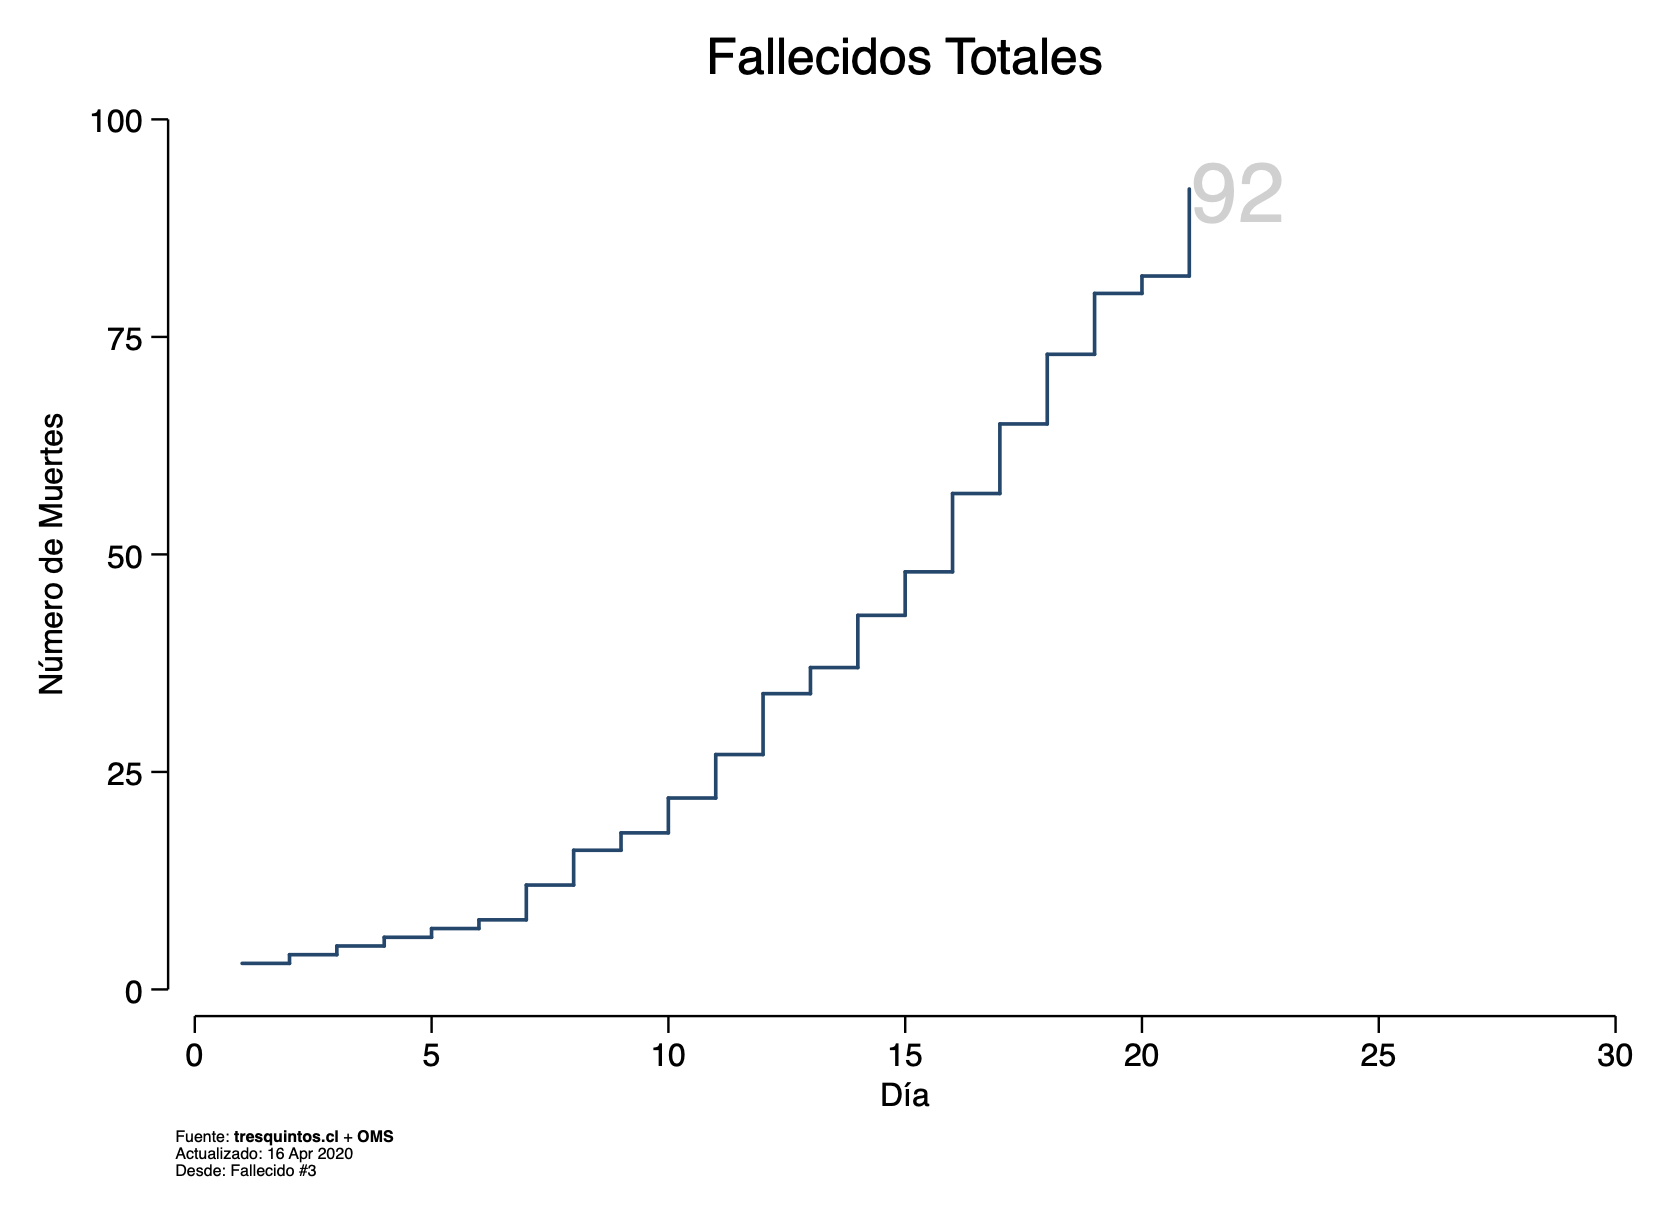 Fallecidos Totales
100
75
50
25
0
Número de Muertes
92
0 5 10 15 20 25 30
Día
Fuente: tresquintos.cl + OMS
Actualizado: 16 Apr 2020
Desde: Fallecido #3